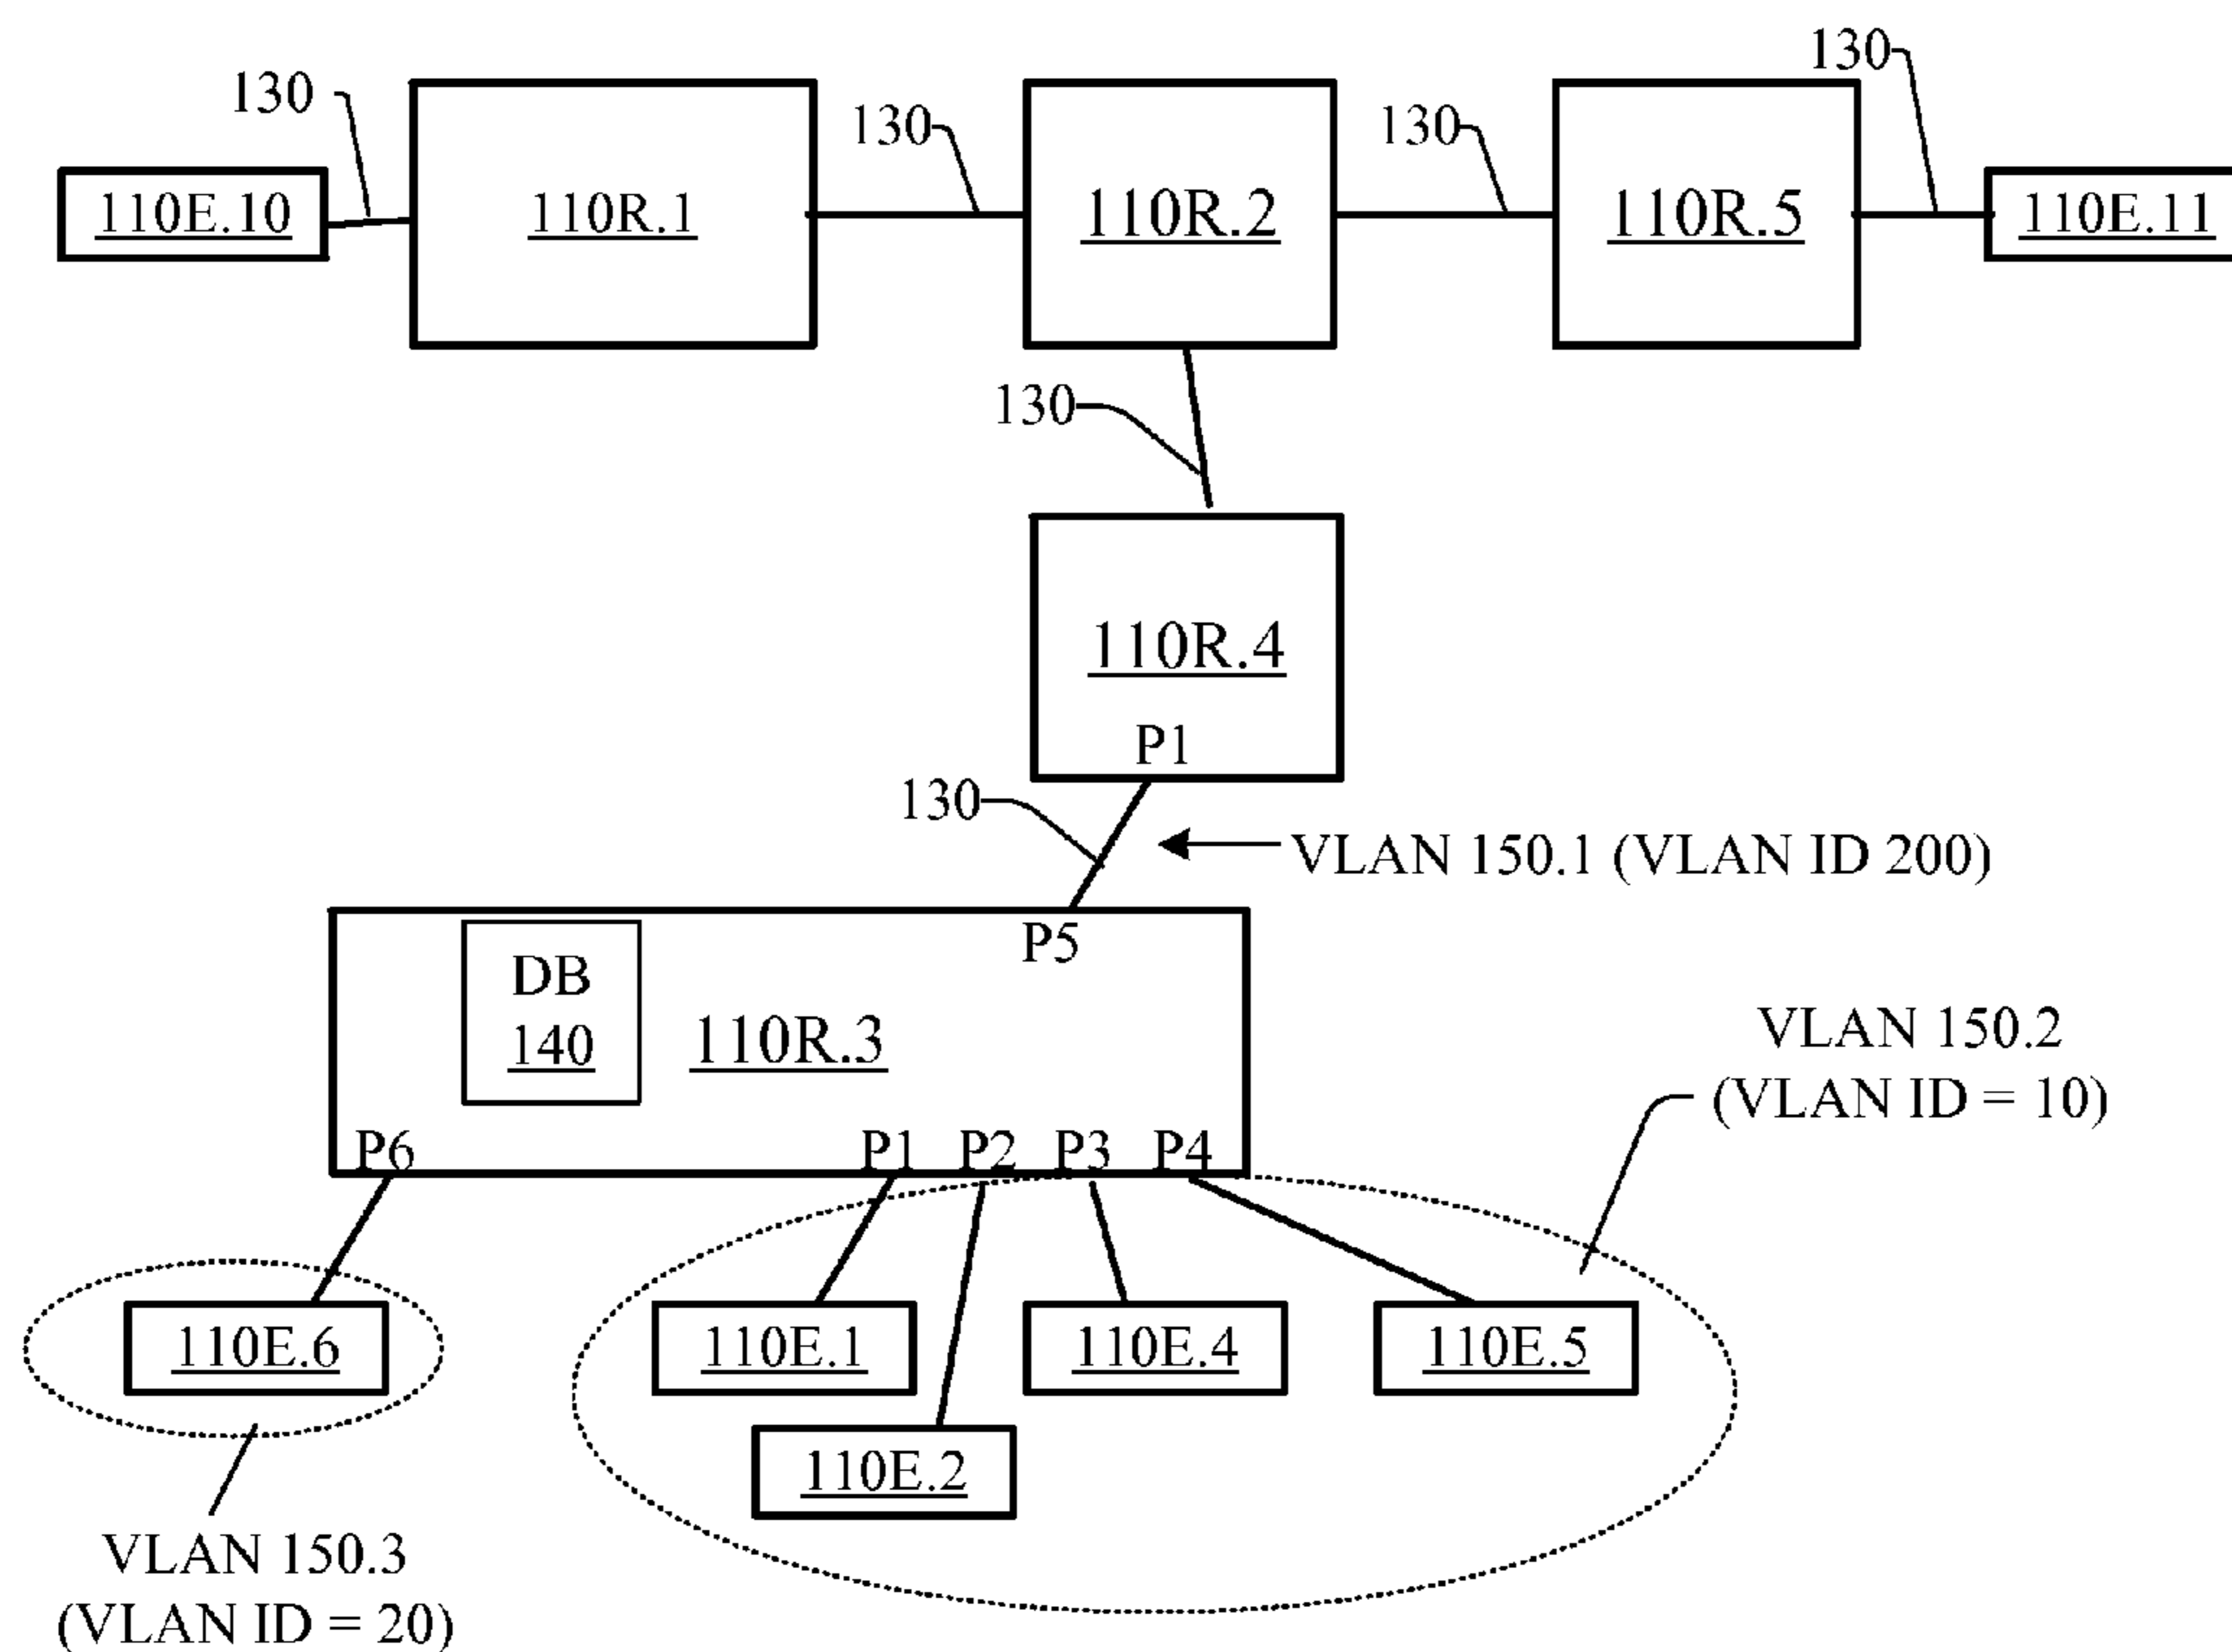 130
130
130
130
110E.10
110R.1
110R.2
110R.5
110E.11
130
110R.4
P1
130
VLAN 150.1 (VLAN ID 200)
P5
DB
140
110R.3
VLAN 150.2
(VLAN ID = 10)
P6
P1
P2
P3
P4
110E.6
110E.1
110E.4
110E.5
110E.2
VLAN 150.3
(VLAN ID = 20)